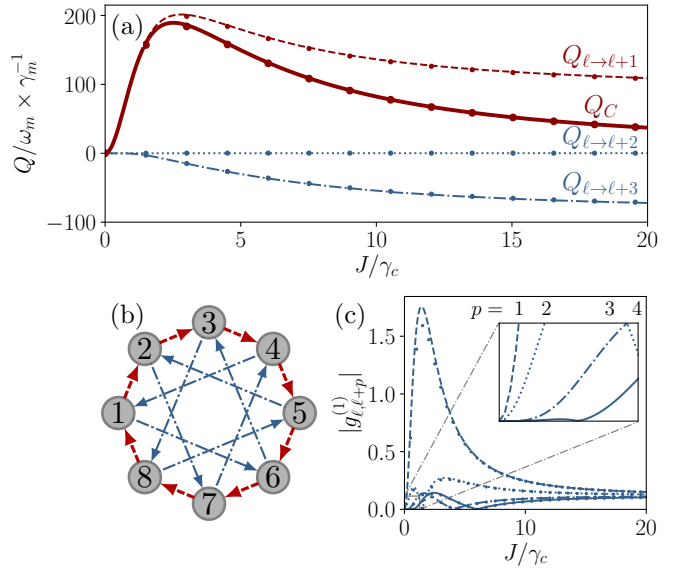 (a)
Q/ω_m × γ_m^{-1}
200
100
0
−100
Q_{ℓ→ℓ+1}
Q_C
Q_{ℓ→ℓ+2}
Q_{ℓ→ℓ+3}
0 5 10 15 20
J/γ_c
(b)
1 2 3 4 5 6 7 8
(c)
|g^{(1)}_{ℓ,ℓ+p}|
1.5
1.0
0.5
0.0
p = 1 2 3 4
0 10 20
J/γ_c